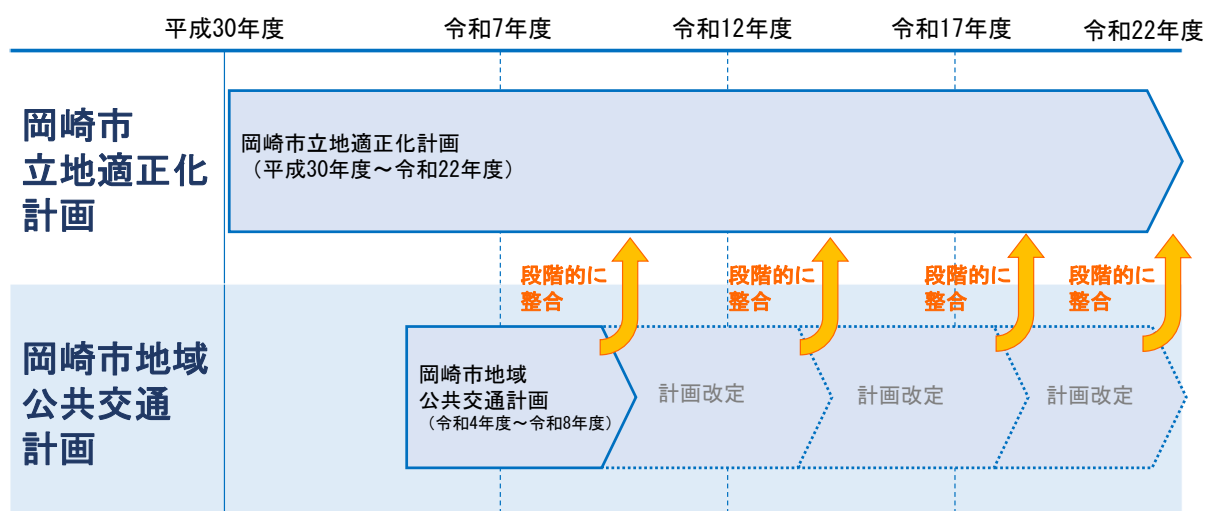 平成30年度
令和7年度
令和12年度
令和17年度
令和22年度
岡崎市
立地適正化
計画
岡崎市立地適正化計画
（平成30年度～令和22年度）
段階的に
整合
段階的に
整合
段階的に
整合
段階的に
整合
岡崎市地域
公共交通
計画
岡崎市地域
公共交通計画
（令和4年度～令和8年度）
計画改定
計画改定
計画改定